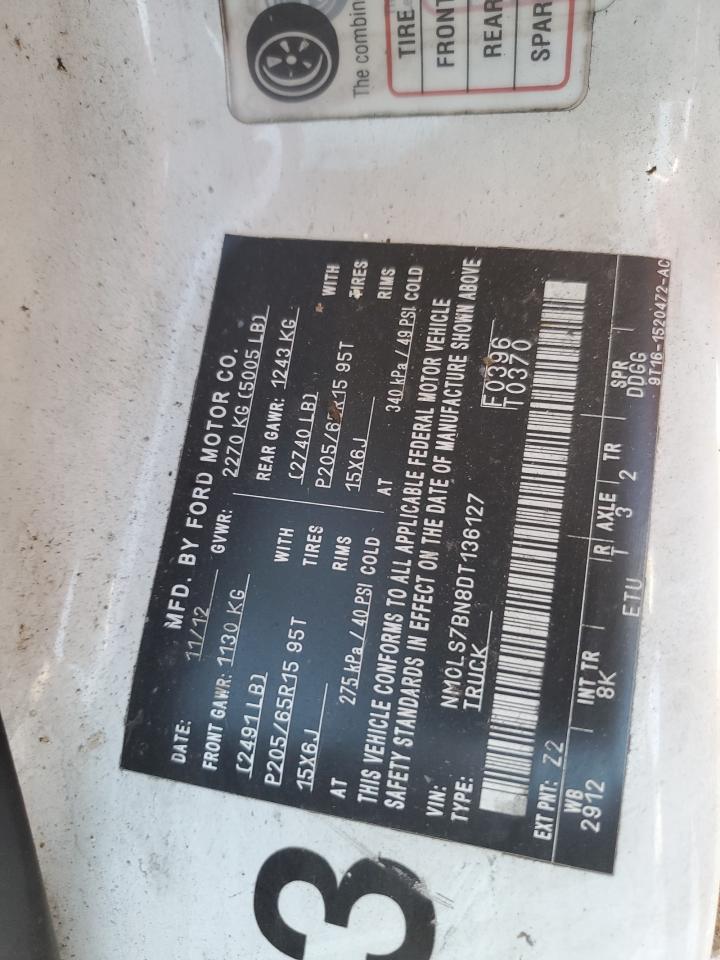 The combin
TIRE
FRONT
REAR
SPAR
MFD. BY FORD MOTOR CO.
DATE: 11/12 GVWR: 2270 KG (5005 LB)
FRONT GAWR: 1130 KG REAR GAWR: 1243 KG
(2491LB) WITH (2740 LB) WITH
P205/65R15 95T TIRES P205/65R15 95T TIRES
15X6J RIMS 15X6J RIMS
AT 275 kPa / 40 PSI COLD AT 340 kPa / 49 PSI COLD
THIS VEHICLE CONFORMS TO ALL APPLICABLE FEDERAL MOTOR VEHICLE
SAFETY STANDARDS IN EFFECT ON THE DATE OF MANUFACTURE SHOWN ABOVE
VIN: NM0LS7BN8DT136127 F0396
TYPE: TRUCK T0370
EXT PNT: Z2
WB INT TR R AXLE TR SPR
2912 8K ETU T 3 2 DDGG
9T16-1520472-AC
3